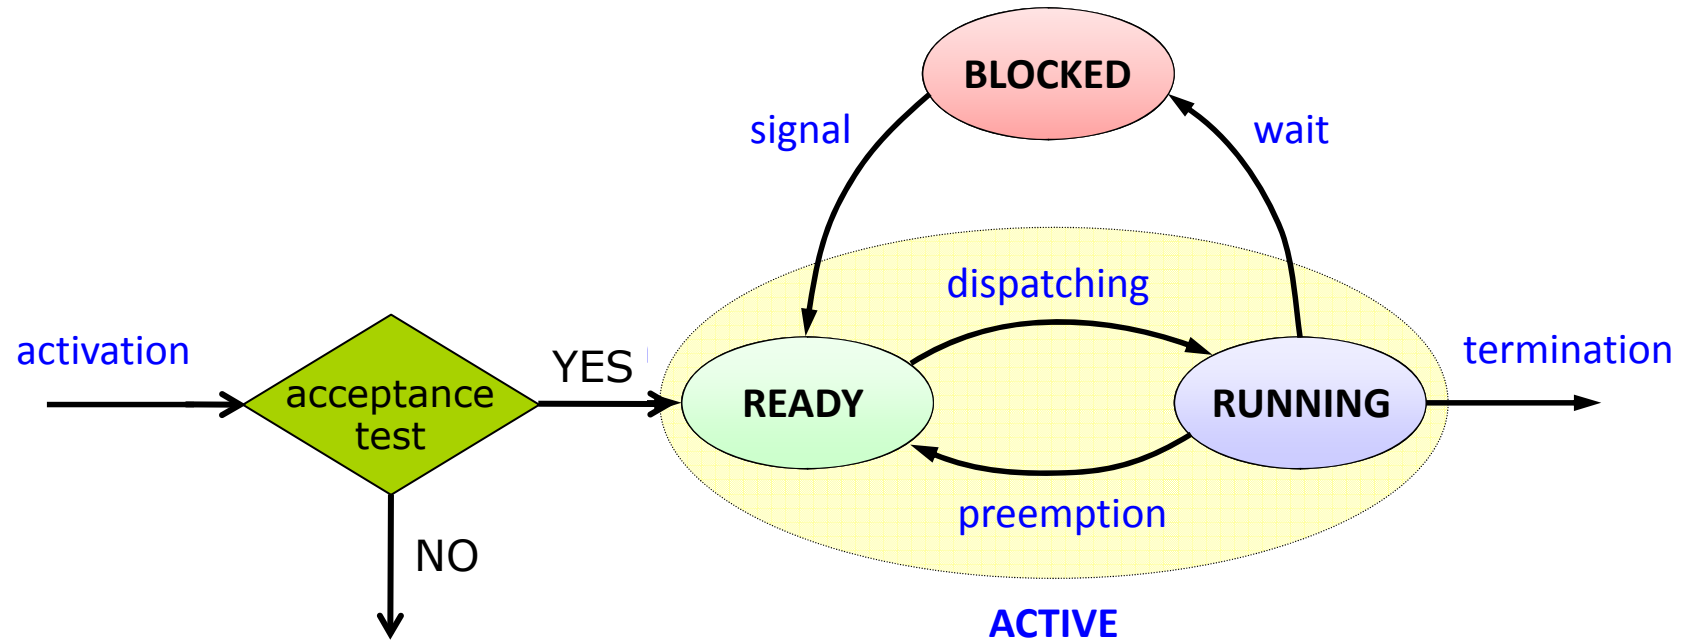 BLOCKED
signal
wait
dispatching
activation
YES
termination
acceptance
test
READY
RUNNING
preemption
NO
ACTIVE